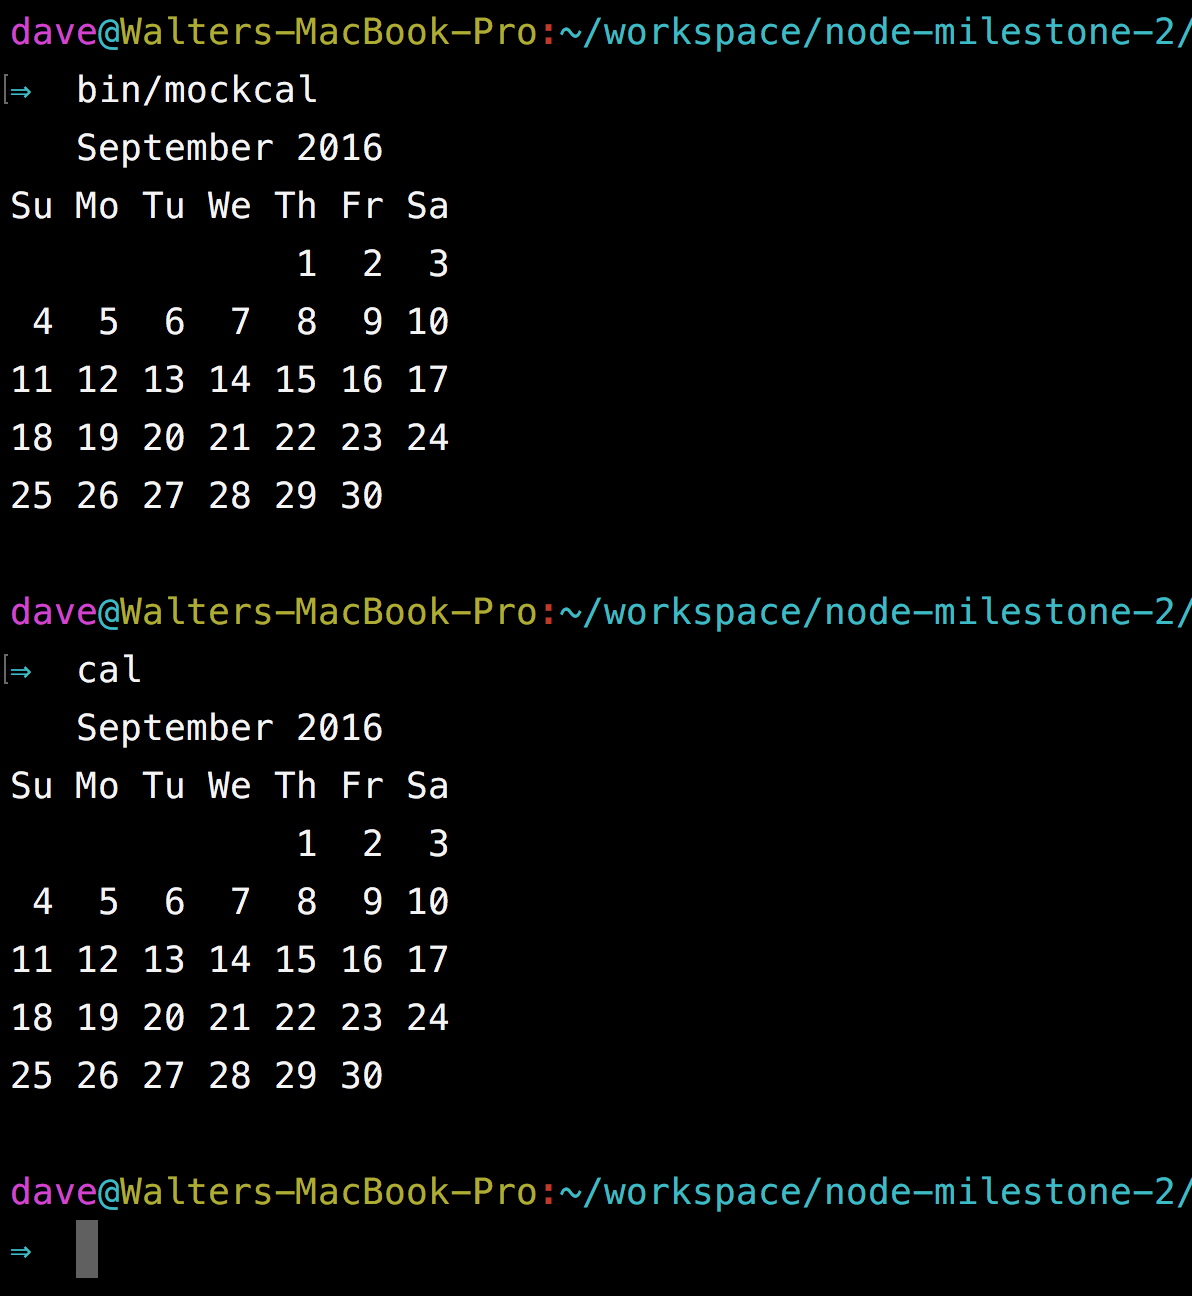 dave@Walters-MacBook-Pro:~/workspace/node-milestone-2/
⇒  bin/mockcal
   September 2016
Su Mo Tu We Th Fr Sa
             1  2  3
 4  5  6  7  8  9 10
11 12 13 14 15 16 17
18 19 20 21 22 23 24
25 26 27 28 29 30

dave@Walters-MacBook-Pro:~/workspace/node-milestone-2/
⇒  cal
   September 2016
Su Mo Tu We Th Fr Sa
             1  2  3
 4  5  6  7  8  9 10
11 12 13 14 15 16 17
18 19 20 21 22 23 24
25 26 27 28 29 30

dave@Walters-MacBook-Pro:~/workspace/node-milestone-2/
⇒